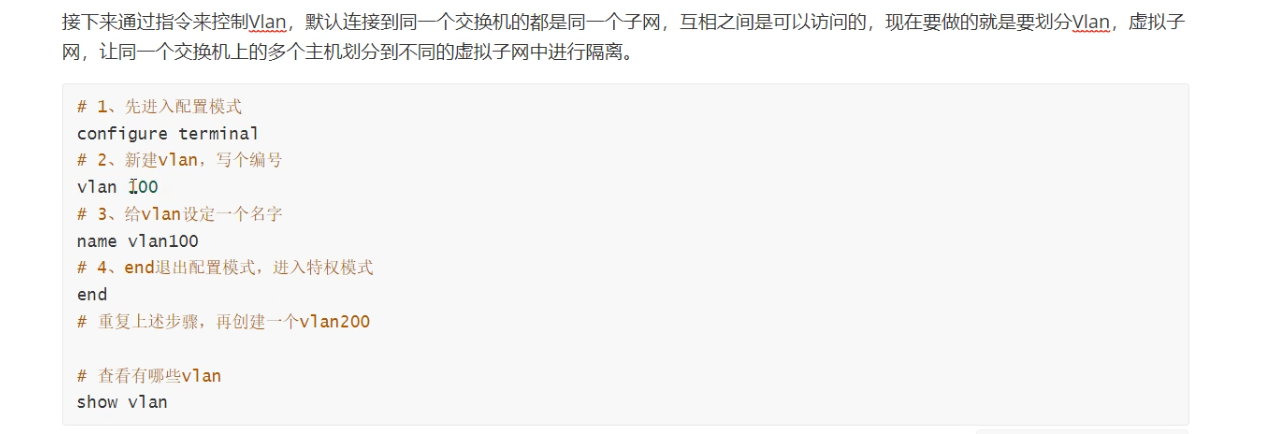 接下来通过指令来控制Vlan，默认连接到同一个交换机的都是同一个子网，互相之间是可以访问的，现在要做的就是要划分Vlan，虚拟子
网，让同一个交换机上的多个主机划分到不同的虚拟子网中进行隔离。
# 1、先进入配置模式
configure terminal
# 2、新建vlan，写个编号
vlan 100
# 3、给vlan设定一个名字
name vlan100
# 4、end退出配置模式，进入特权模式
end
# 重复上述步骤，再创建一个vlan200
# 查看有哪些vlan
show vlan